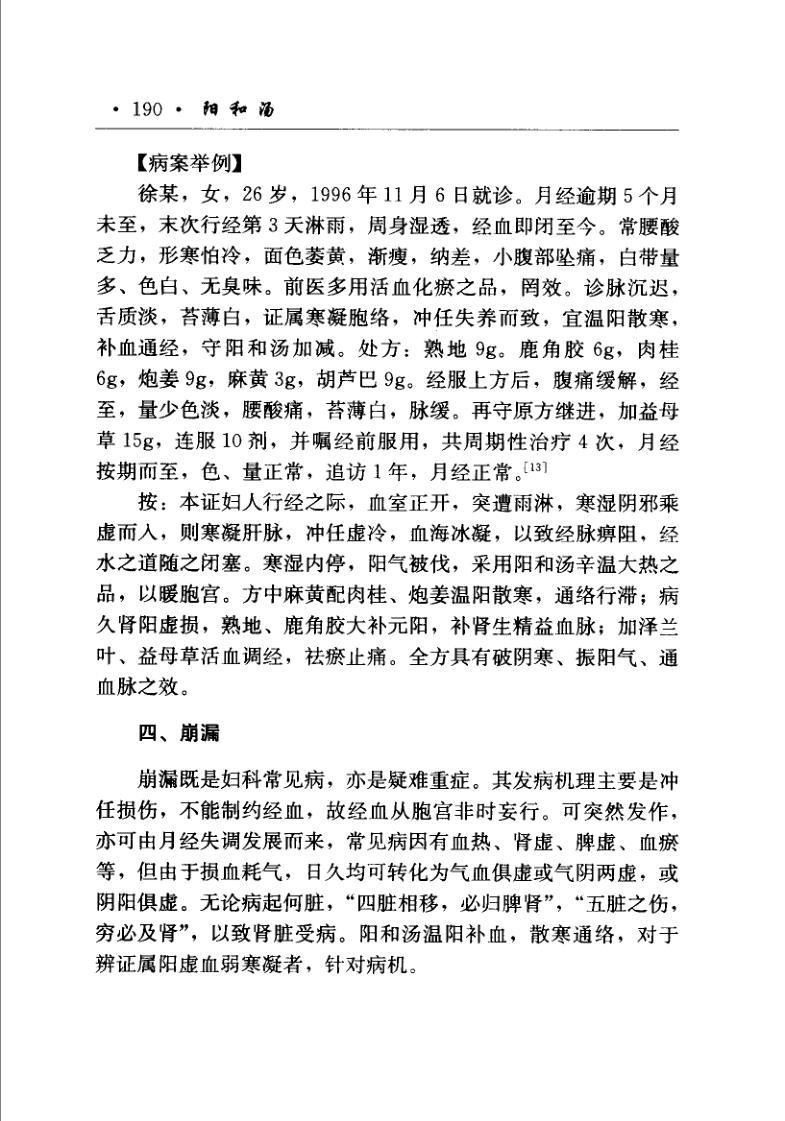 · 190 · 阳和汤
【病案举例】
徐某，女，26 岁，1996 年 11 月 6 日就诊。月经逾期 5 个月
未至，末次行经第 3 天淋雨，周身湿透，经血即闭至今。常腰酸
乏力，形寒怕冷，面色萎黄，渐瘦，纳差，小腹部坠痛，白带量
多、色白、无臭味。前医多用活血化瘀之品，罔效。诊脉沉迟，
舌质淡，苔薄白，证属寒凝胞络，冲任失养而致，宜温阳散寒，
补血通经，守阳和汤加减。处方：熟地 9g。鹿角胶 6g，肉桂
6g，炮姜 9g，麻黄 3g，胡芦巴 9g。经服上方后，腹痛缓解，经
至，量少色淡，腰酸痛，苔薄白，脉缓。再守原方继进，加益母
草 15g，连服 10 剂，并嘱经前服用，共周期性治疗 4 次，月经
按期而至，色、量正常，追访 1 年，月经正常。[13]
按：本证妇人行经之际，血室正开，突遭雨淋，寒湿阴邪乘
虚而入，则寒凝肝脉，冲任虚冷，血海冰凝，以致经脉痹阻，经
水之道随之闭塞。寒湿内停，阳气被伐，采用阳和汤辛温大热之
品，以暖胞宫。方中麻黄配肉桂、炮姜温阳散寒，通络行滞；病
久肾阳虚损，熟地、鹿角胶大补元阳，补肾生精益血脉；加泽兰
叶、益母草活血调经，祛瘀止痛。全方具有破阴寒、振阳气、通
血脉之效。
四、崩漏
崩漏既是妇科常见病，亦是疑难重症。其发病机理主要是冲
任损伤，不能制约经血，故经血从胞宫非时妄行。可突然发作，
亦可由月经失调发展而来，常见病因有血热、肾虚、脾虚、血瘀
等，但由于损血耗气，日久均可转化为气血俱虚或气阴两虚，或
阴阳俱虚。无论病起何脏，“四脏相移，必归脾肾”，“五脏之伤，
穷必及肾”，以致肾脏受病。阳和汤温阳补血，散寒通络，对于
辨证属阳虚血弱寒凝者，针对病机。